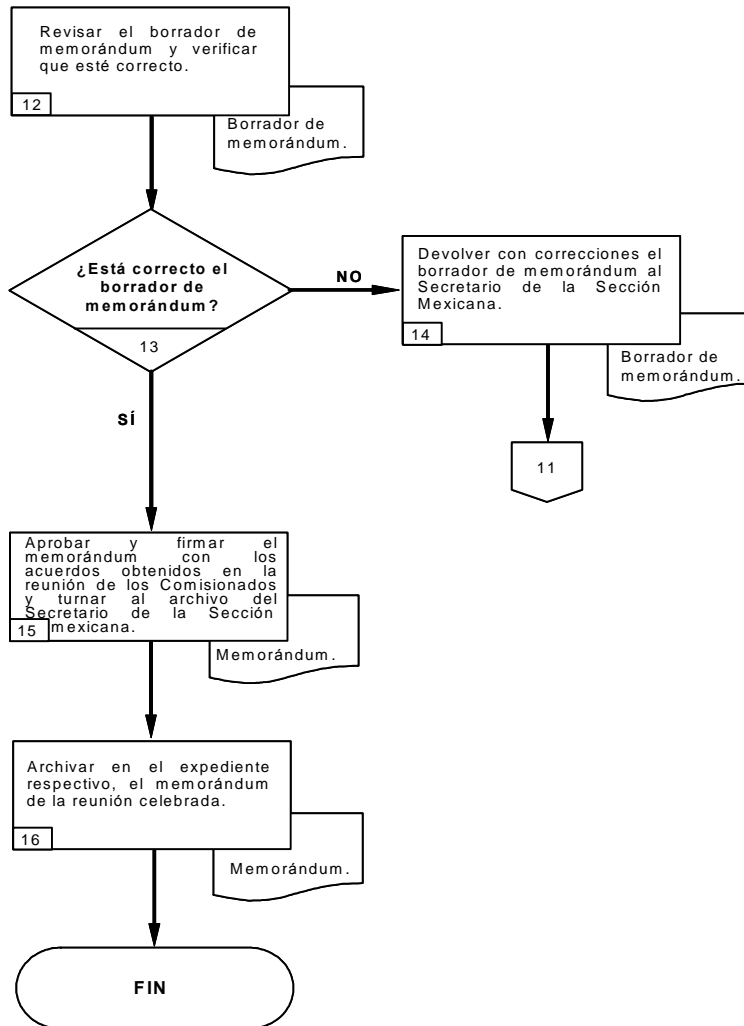 Revisar el borrador de
memorándum y verificar
que esté correcto.
12
Borrador de
memorándum.
¿Está correcto el
borrador de
memorándum?
13
NO
Devolver con correcciones el
borrador de memorándum al
Secretario de la Sección
Mexicana.
14
Borrador de
memorándum.
11
SÍ
Aprobar y firmar el
memorándum con los
acuerdos obtenidos en la
reunión de los Comisionados
y turnar al archivo del
Secretario de la Sección
mexicana.
15
Memorándum.
Archivar en el expediente
respectivo, el memorándum
de la reunión celebrada.
16
Memorándum.
FIN